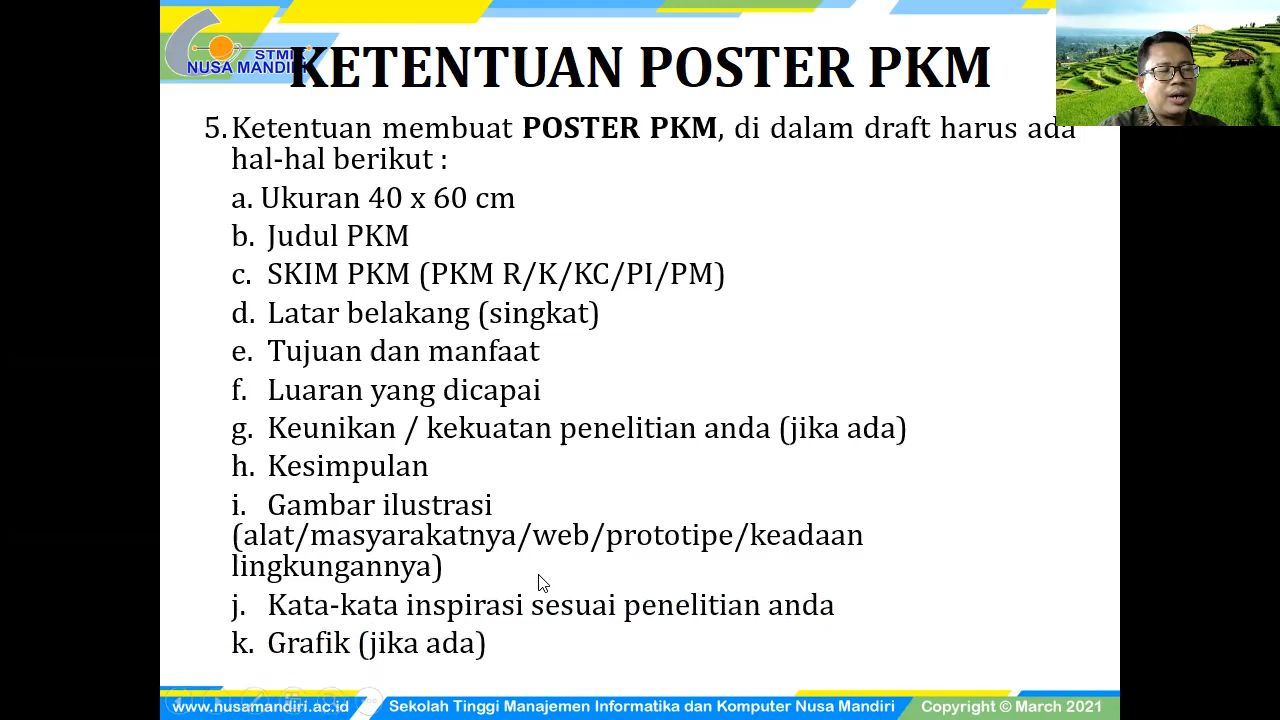 STMIK
NUSA MANDIRI
KETENTUAN POSTER PKM
5. Ketentuan membuat POSTER PKM, di dalam draft harus ada
hal-hal berikut :
a. Ukuran 40 x 60 cm
b. Judul PKM
c. SKIM PKM (PKM R/K/KC/PI/PM)
d. Latar belakang (singkat)
e. Tujuan dan manfaat
f. Luaran yang dicapai
g. Keunikan / kekuatan penelitian anda (jika ada)
h. Kesimpulan
i. Gambar ilustrasi
(alat/masyarakatnya/web/prototipe/keadaan
lingkungannya)
j. Kata-kata inspirasi sesuai penelitian anda
k. Grafik (jika ada)
www.nusamandiri.ac.id Sekolah Tinggi Manajemen Informatika dan Komputer Nusa Mandiri Copyright © March 2021